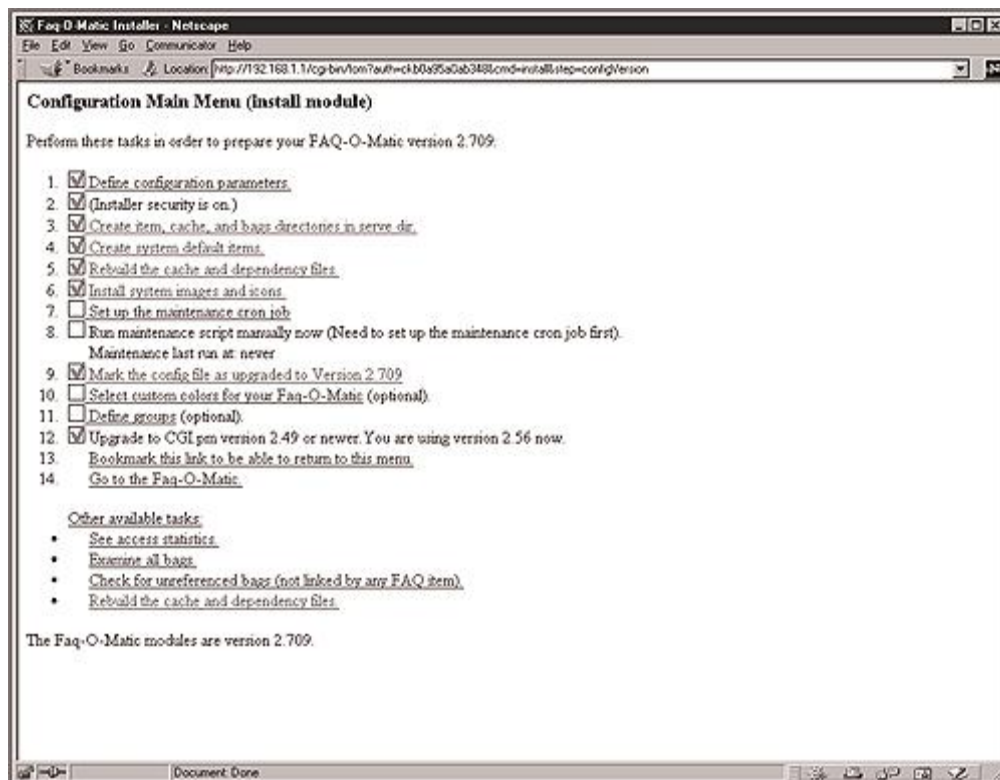 Faq-O-Matic Installer - Netscape
File Edit View Go Communicator Help
Bookmarks Location: http://192.168.1.1/cgi-bin/fom?auth=ckb0a95a0ab348&cmd=install&step=configVersion
Configuration Main Menu (install module)
Perform these tasks in order to prepare your FAQ-O-Matic version 2.709:
1. Define configuration parameters.
2. (Installer security is on.)
3. Create item, cache, and bags directories in serve dir.
4. Create system default items.
5. Rebuild the cache and dependency files.
6. Install system images and icons.
7. Set up the maintenance cron job
8. Run maintenance script manually now (Need to set up the maintenance cron job first).
Maintenance last run at: never
9. Mark the config file as upgraded to Version 2.709
10. Select custom colors for your Faq-O-Matic (optional).
11. Define groups (optional).
12. Upgrade to CGI.pm version 2.49 or newer. You are using version 2.56 now.
13. Bookmark this link to be able to return to this menu.
14. Go to the Faq-O-Matic.
Other available tasks:
• See access statistics.
• Examine all bags.
• Check for unreferenced bags (not linked by any FAQ item).
• Rebuild the cache and dependency files.
The Faq-O-Matic modules are version 2.709.
Document: Done